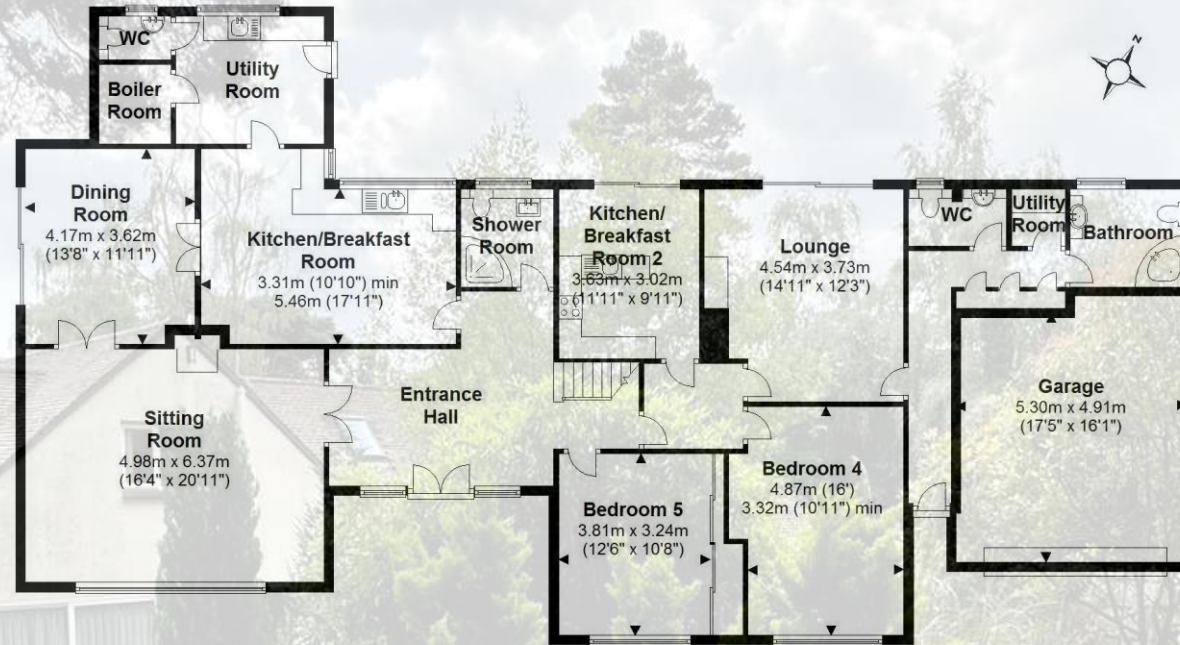 WC
Boiler
Room
Utility
Room
N
Dining
Room
4.17m x 3.62m
(13'8" x 11'11")
Kitchen/Breakfast
Room
3.31m (10'10") min
5.46m (17'11")
Shower
Room
Kitchen/
Breakfast
Room 2
3.63m x 3.02m
(11'11" x 9'11")
Lounge
4.54m x 3.73m
(14'11" x 12'3")
WC
Utility
Room
Bathroom
Sitting
Room
4.98m x 6.37m
(16'4" x 20'11")
Entrance
Hall
Garage
5.30m x 4.91m
(17'5" x 16'1")
Bedroom 5
3.81m x 3.24m
(12'6" x 10'8")
Bedroom 4
4.87m (16')
3.32m (10'11") min